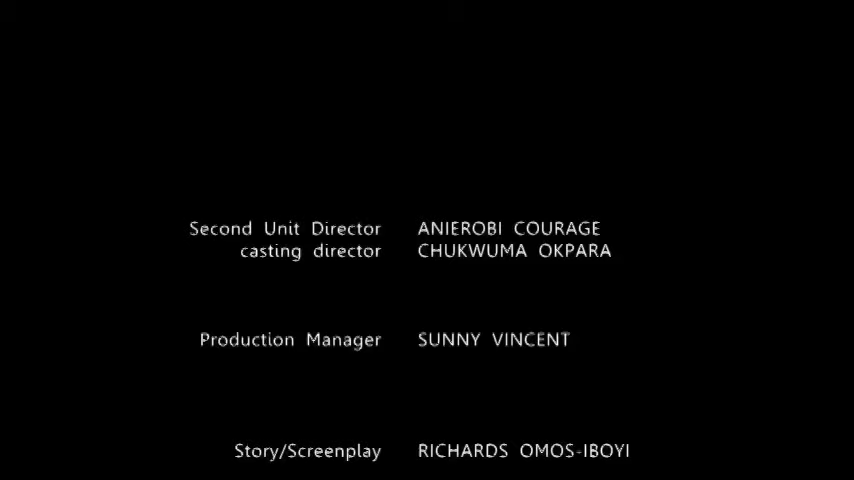 Second Unit Director ANIEROBI COURAGE
casting director CHUKWUMA OKPARA
Production Manager SUNNY VINCENT
Story/Screenplay RICHARDS OMOS-IBOYI